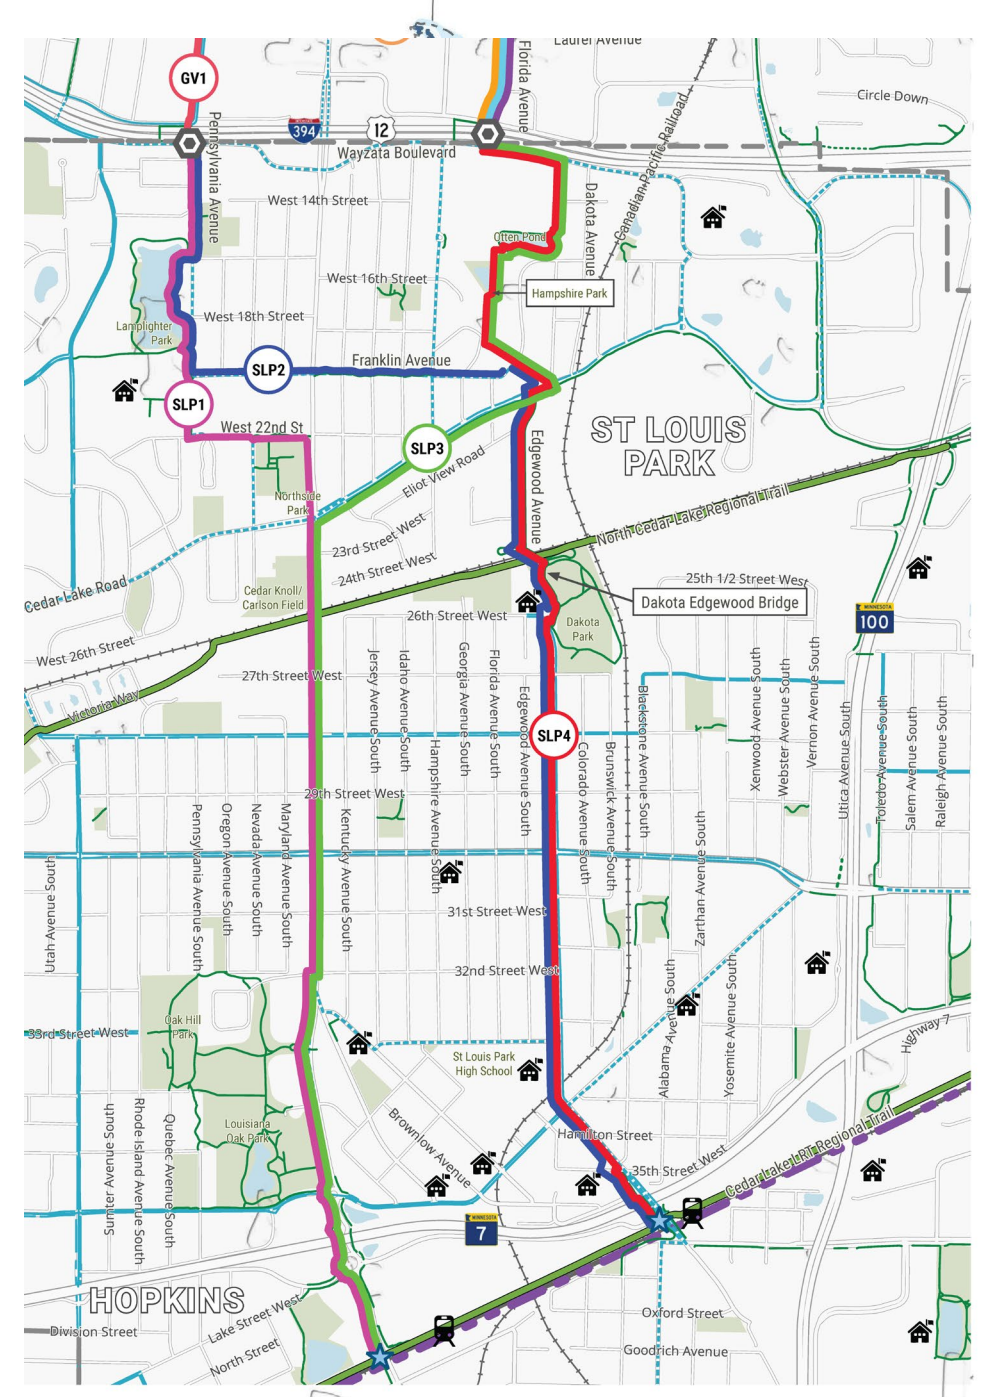 Laurel Avenue
Florida Avenue
GV1
Circle Down
Pennsylvania Avenue
INTERSTATE
394
12
Wayzata Boulevard
Canadian Pacific Railroad
Dakota Avenue
West 14th Street
Otten Pond
West 16th Street
Hampshire Park
West 18th Street
Lamplighter
Park
Franklin Avenue
SLP2
SLP1
West 22nd St
SLP3
ST LOUIS
PARK
Edgewood Avenue
Eliot View Road
Northside
Park
North Cedar Lake Regional Trail
23rd Street West
24th Street West
Cedar Lake Road
Cedar Knoll/
Carlson Field
25th 1/2 Street West
Dakota Edgewood Bridge
MINNESOTA
100
26th Street West
Dakota
Park
West 26th Street
27th Street West
Victoria Way
Jersey Avenue South
Idaho Avenue South
Georgia Avenue South
Florida Avenue South
Edgewood Avenue South
Hampshire Avenue South
SLP4
Colorado Avenue South
Brunswick Avenue South
Blackstone Avenue South
Xenwood Avenue South
Webster Avenue South
Vernon Avenue South
Utica Avenue South
Toledo Avenue South
Salem Avenue South
Raleigh Avenue South
29th Street West
Pennsylvania Avenue South
Oregon Avenue South
Nevada Avenue South
Maryland Avenue South
Kentucky Avenue South
Zarthan Avenue South
Utah Avenue South
31st Street West
32nd Street West
Oak Hill
Park
33rd Street West
St Louis Park
High School
Alabama Avenue South
Yosemite Avenue South
Highway 7
Sumter Avenue South
Rhode Island Avenue South
Quebec Avenue South
Louisiana
Oak Park
Brownlow Avenue
Hamilton Street
35th Street West
Cedar Lake LRT Regional Trail
MINNESOTA
7
HOPKINS
Lake Street West
Division Street
North Street
Oxford Street
Goodrich Avenue